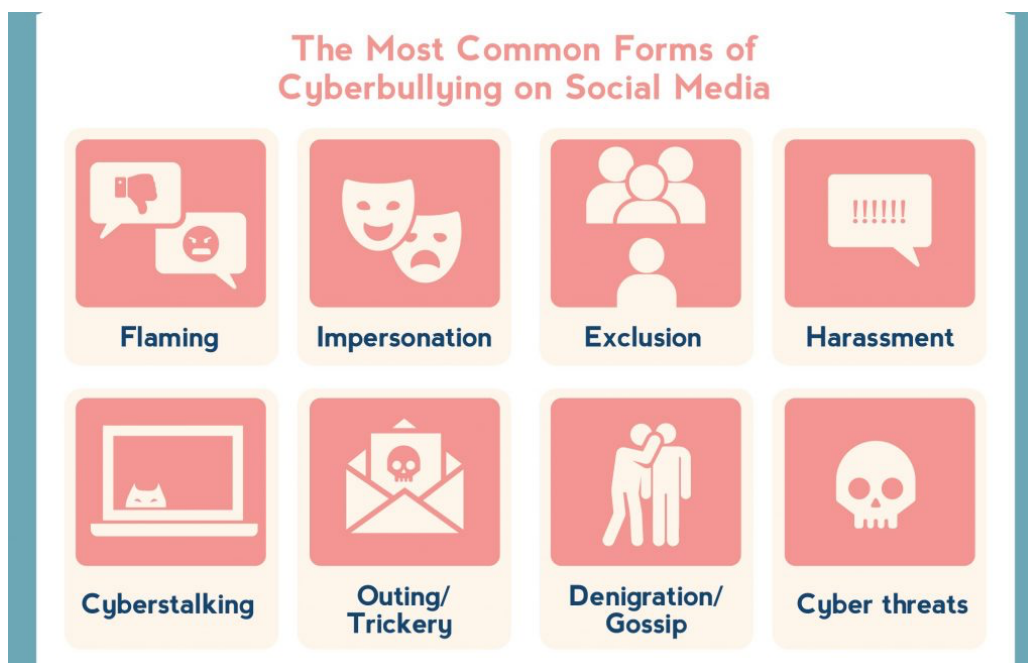 The Most Common Forms of
Cyberbullying on Social Media
!!!!!!
Flaming
Impersonation
Exclusion
Harassment
Cyberstalking
Outing/
Trickery
Denigration/
Gossip
Cyber threats